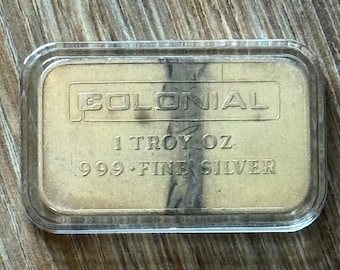 COLONIAL
1 TROY OZ
.999 • FINE SILVER